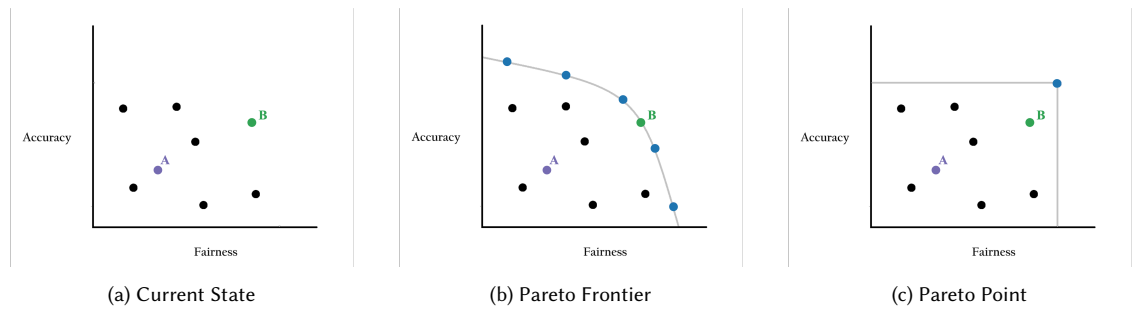 B
A
Accuracy
Fairness
(a) Current State
B
A
Accuracy
Fairness
(b) Pareto Frontier
B
A
Accuracy
Fairness
(c) Pareto Point